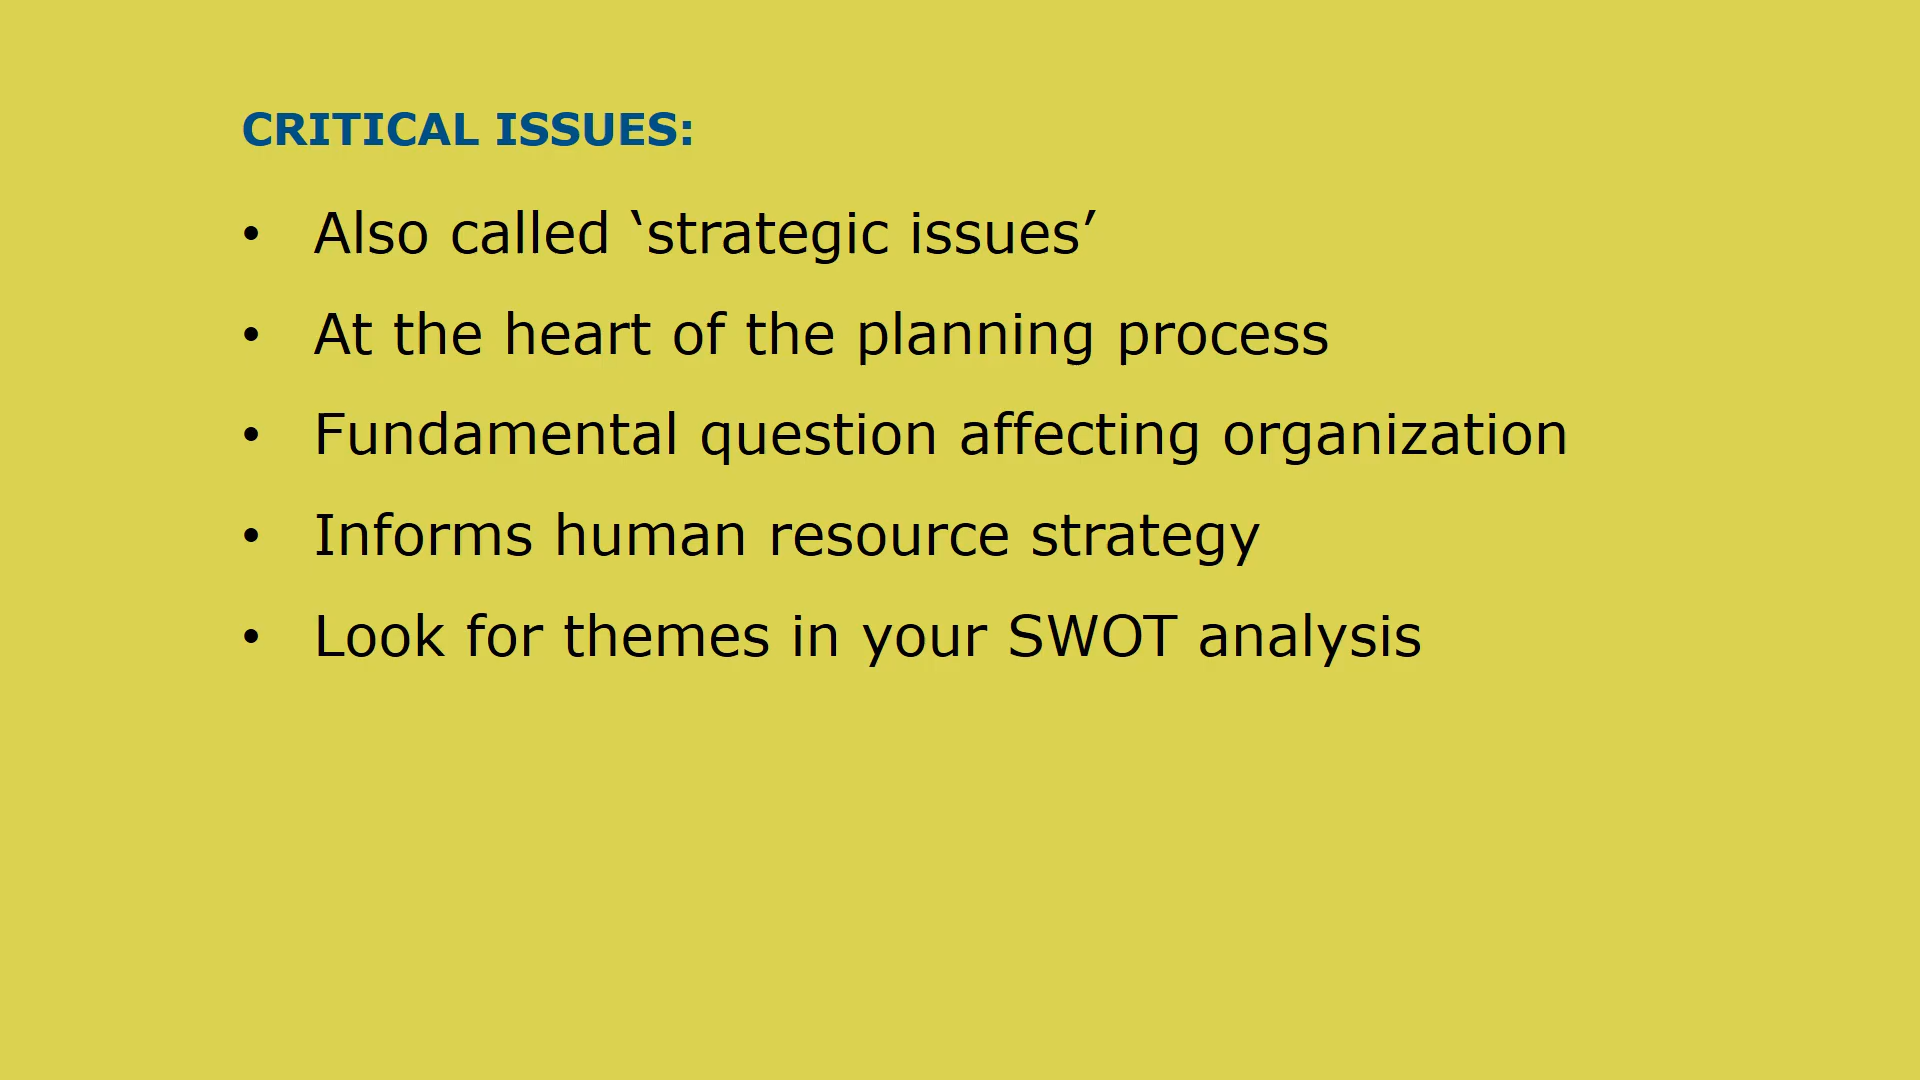 CRITICAL ISSUES:
• Also called ‘strategic issues’
• At the heart of the planning process
• Fundamental question affecting organization
• Informs human resource strategy
• Look for themes in your SWOT analysis